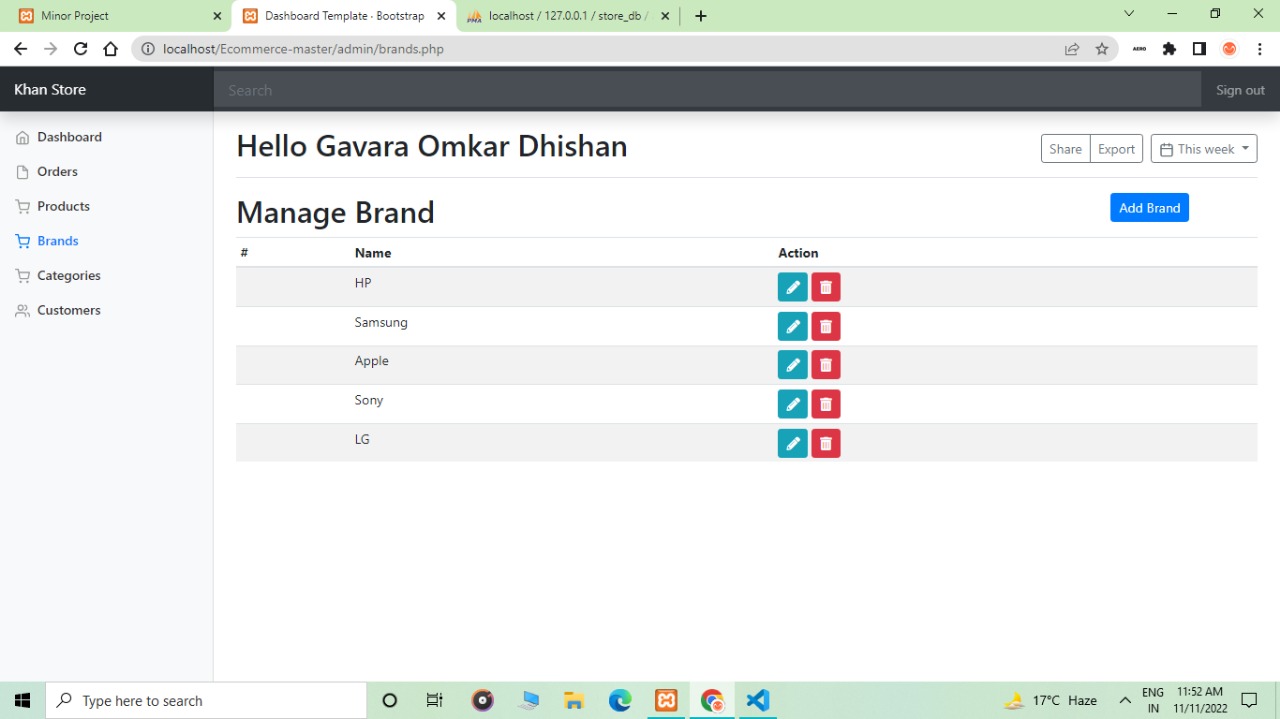 Minor Project
Dashboard Template · Bootstrap
localhost / 127.0.0.1 / store_db /
localhost/Ecommerce-master/admin/brands.php
AERO
Khan Store
Search
Sign out
Dashboard
Orders
Products
Brands
Categories
Customers
Hello Gavara Omkar Dhishan
Share
Export
This week
Manage Brand
Add Brand
# Name Action
HP
Samsung
Apple
Sony
LG
Type here to search
17°C Haze
ENG
IN
11:52 AM
11/11/2022